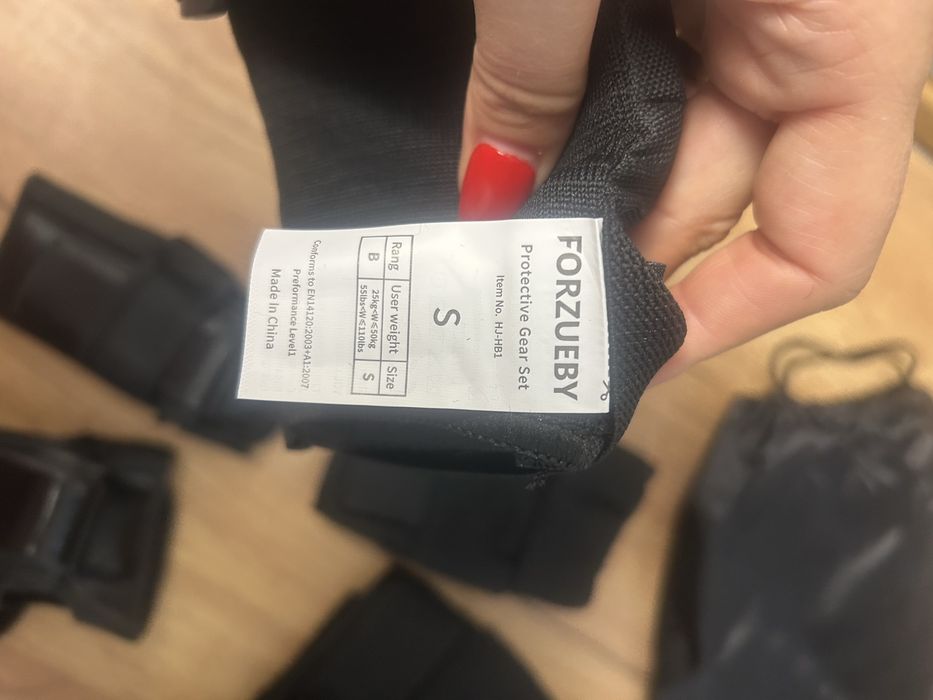 FORZUEBY
Protective Gear Set
Item No. HJ-HB1
S
Rang User weight Size
B 25kg<W⩽50kg S
55lbs<W⩽110lbs
Conforms to EN14120:2003+A1:2007
Preformance Level1
Made In China